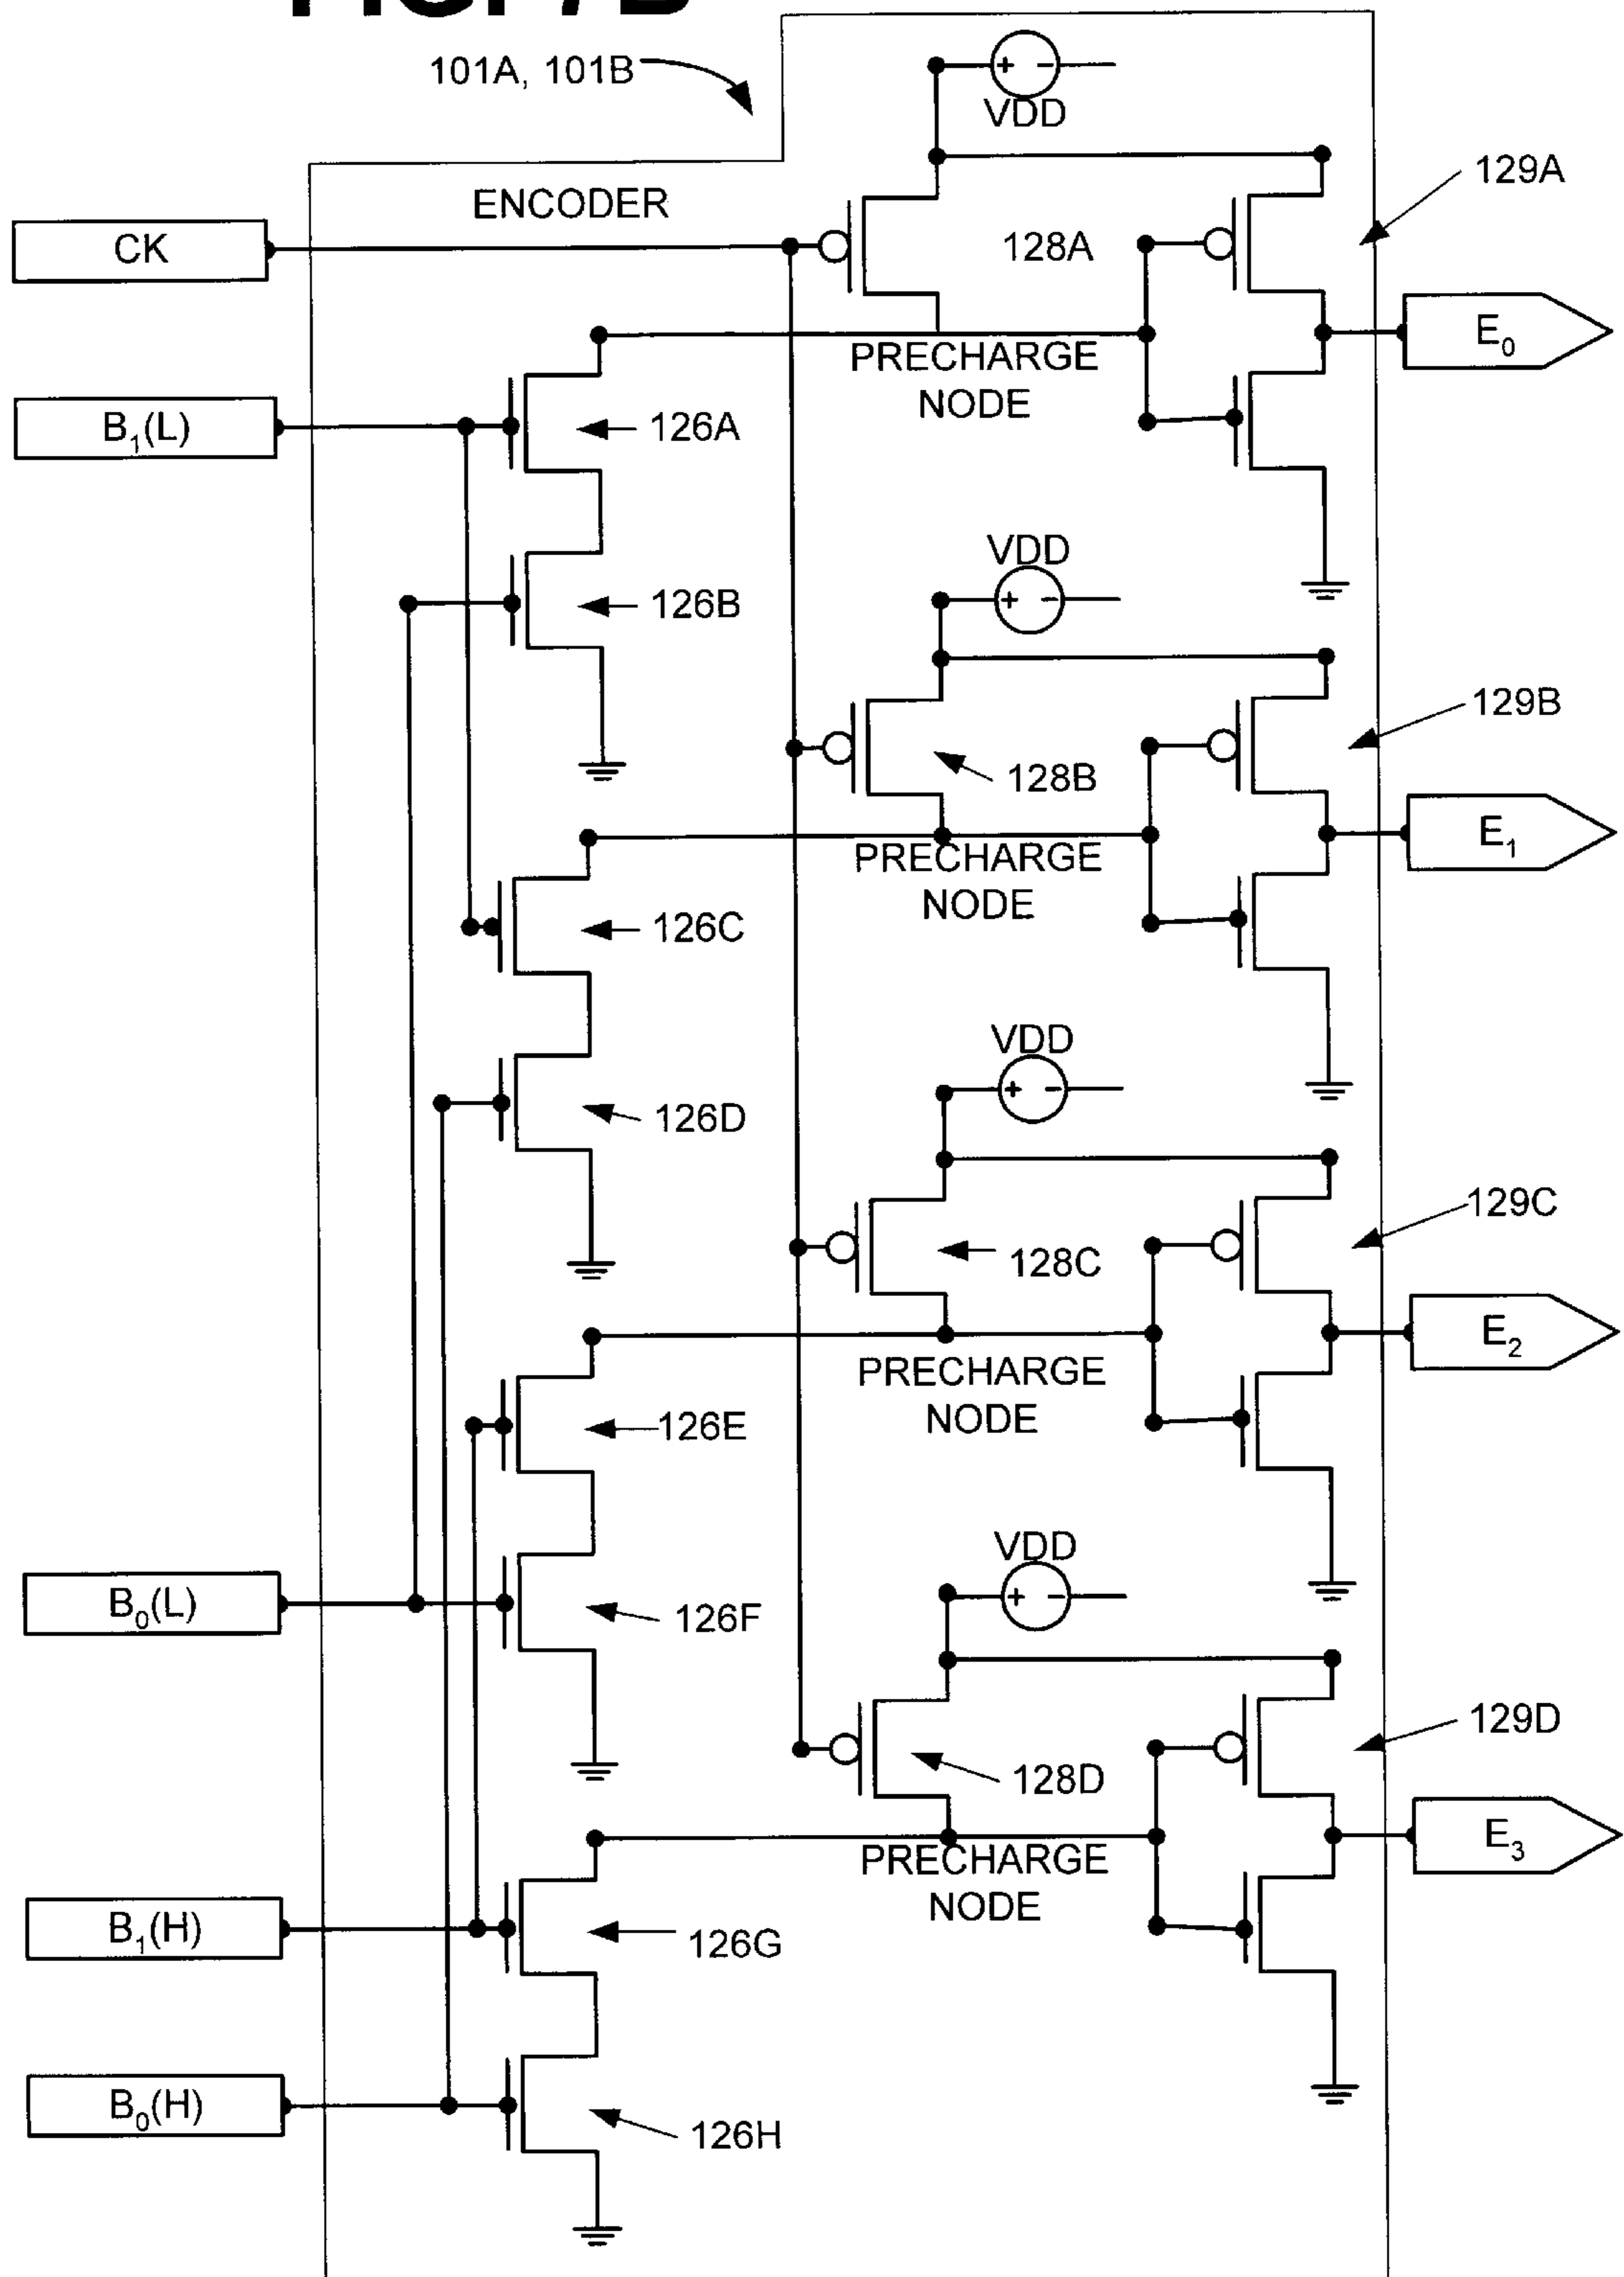 101A, 101B
+ -
VDD
129A
ENCODER
CK
128A
E₀
PRECHARGE
NODE
B₁(L)
126A
VDD
+ -
126B
129B
128B
E₁
PRECHARGE
NODE
126C
VDD
+ -
126D
129C
128C
E₂
PRECHARGE
NODE
126E
VDD
+ -
B₀(L)
126F
129D
128D
E₃
PRECHARGE
NODE
B₁(H)
126G
B₀(H)
126H